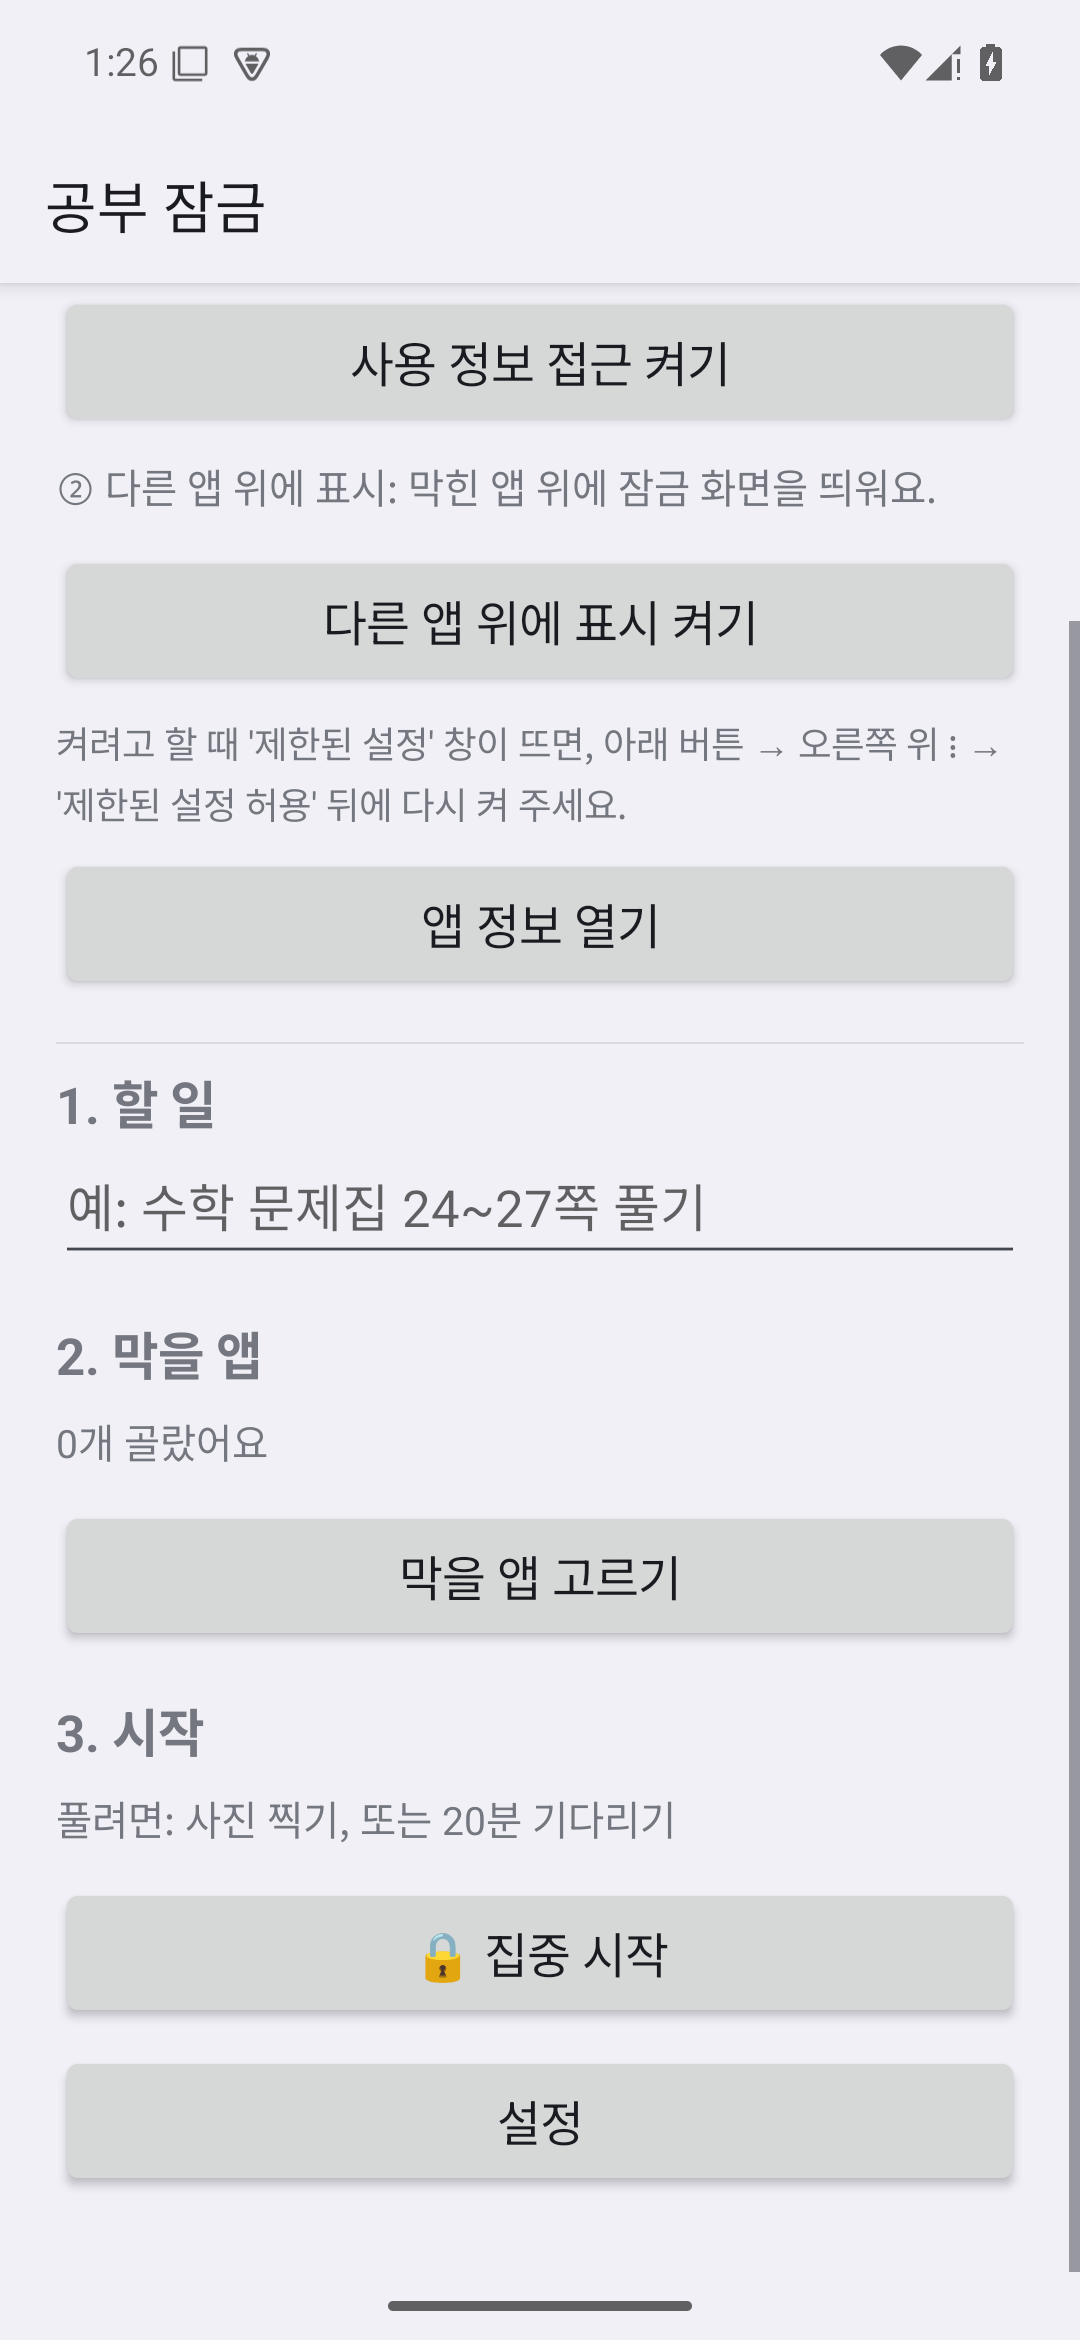 1:26
공부 잠금
사용 정보 접근 켜기
② 다른 앱 위에 표시: 막힌 앱 위에 잠금 화면을 띄워요.
다른 앱 위에 표시 켜기
켜려고 할 때 '제한된 설정' 창이 뜨면, 아래 버튼 → 오른쪽 위 ⋮ →
'제한된 설정 허용' 뒤에 다시 켜 주세요.
앱 정보 열기
1. 할 일
예: 수학 문제집 24~27쪽 풀기
2. 막을 앱
0개 골랐어요
막을 앱 고르기
3. 시작
풀려면: 사진 찍기, 또는 20분 기다리기
🔒 집중 시작
설정